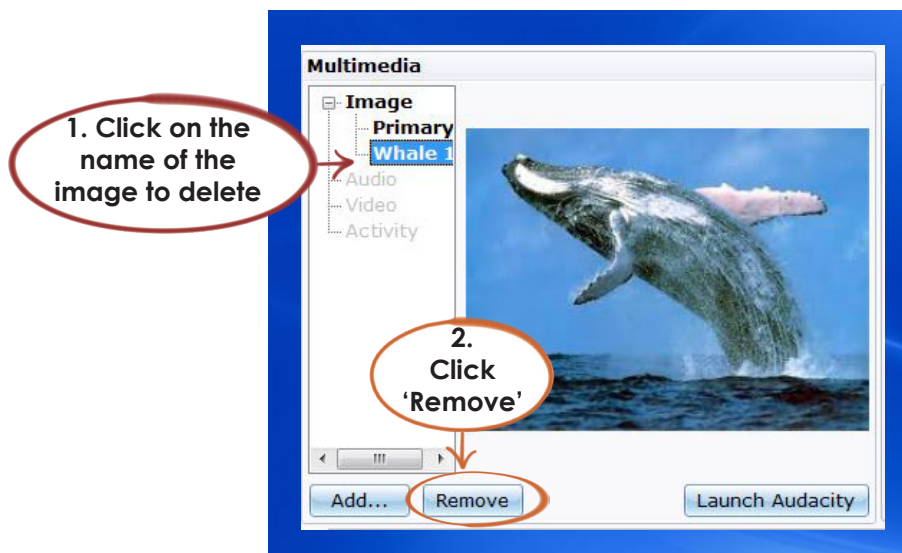 Multimedia
Image
Primary
Whale 1
Audio
Video
Activity
1. Click on the
name of the
image to delete
2.
Click
‘Remove’
Add...
Remove
Launch Audacity